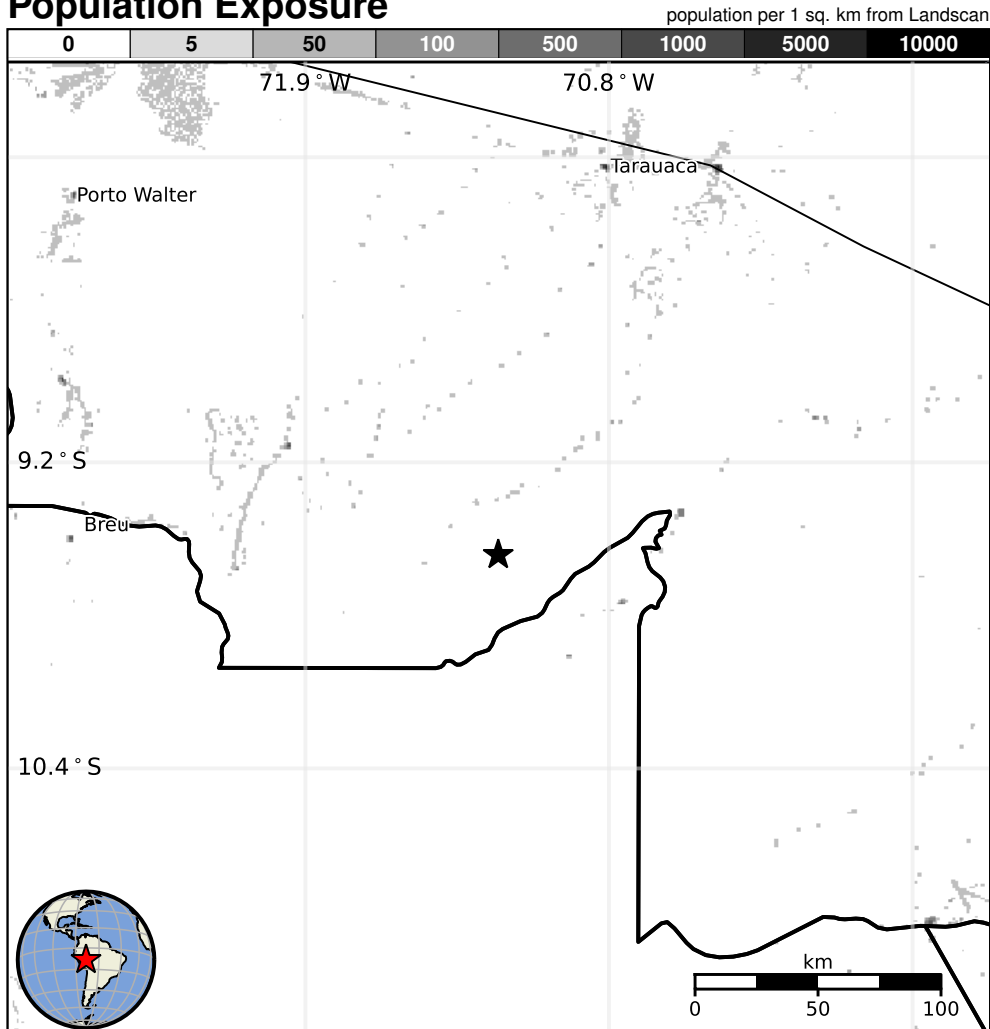 Population Exposure
population per 1 sq. km from Landscan
0 5 50 100 500 1000 5000 10000
71.9°W 70.8°W
Tarauaca
Porto Walter
9.2°S
Breu
10.4°S
km
0 50 100